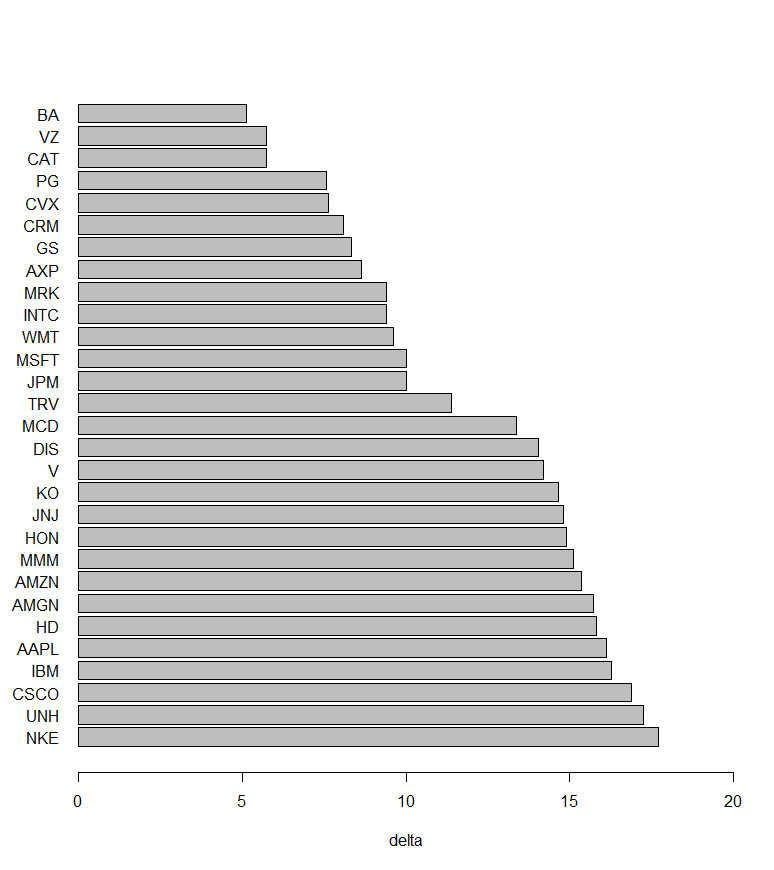 BA
VZ
CAT
PG
CVX
CRM
GS
AXP
MRK
INTC
WMT
MSFT
JPM
TRV
MCD
DIS
V
KO
JNJ
HON
MMM
AMZN
AMGN
HD
AAPL
IBM
CSCO
UNH
NKE
0 5 10 15 20
delta